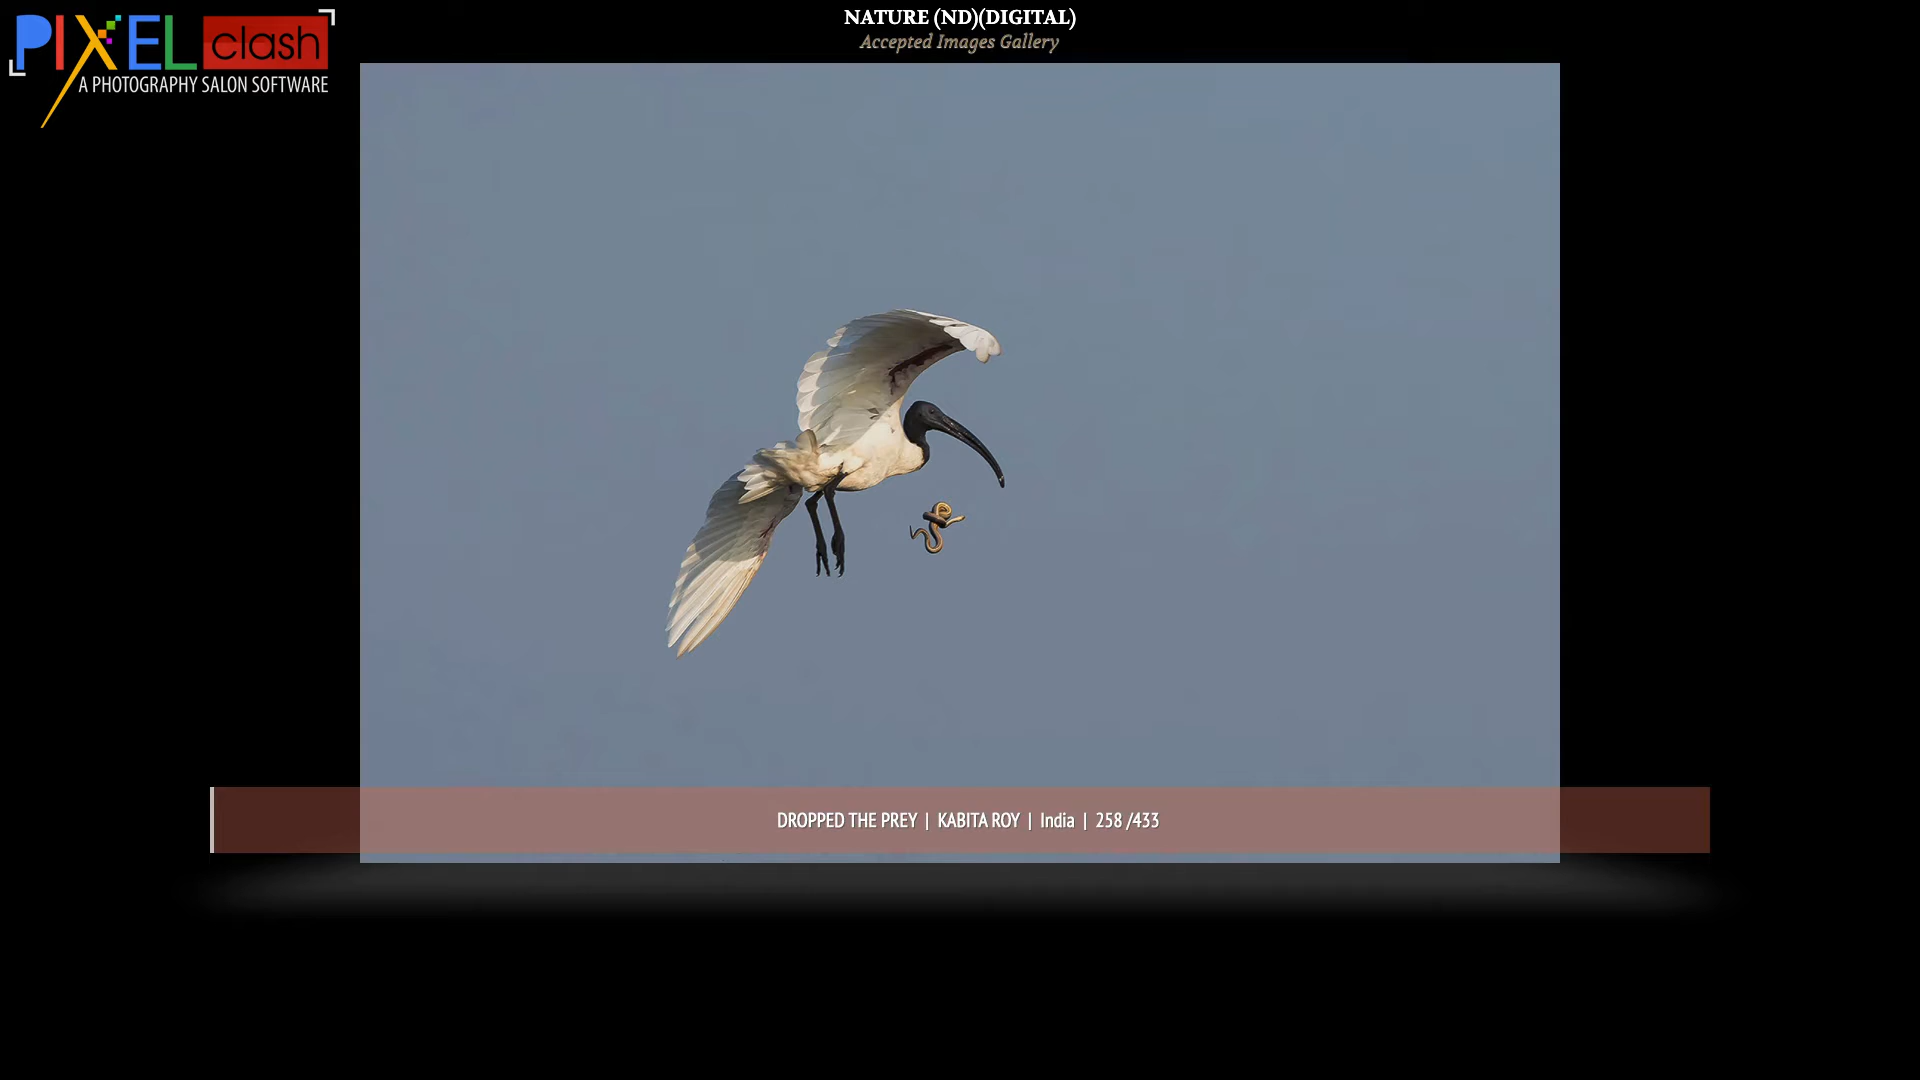 PIXEL clash
A PHOTOGRAPHY SALON SOFTWARE
NATURE (ND)(DIGITAL)
Accepted Images Gallery
DROPPED THE PREY | KABITA ROY | India | 258 /433